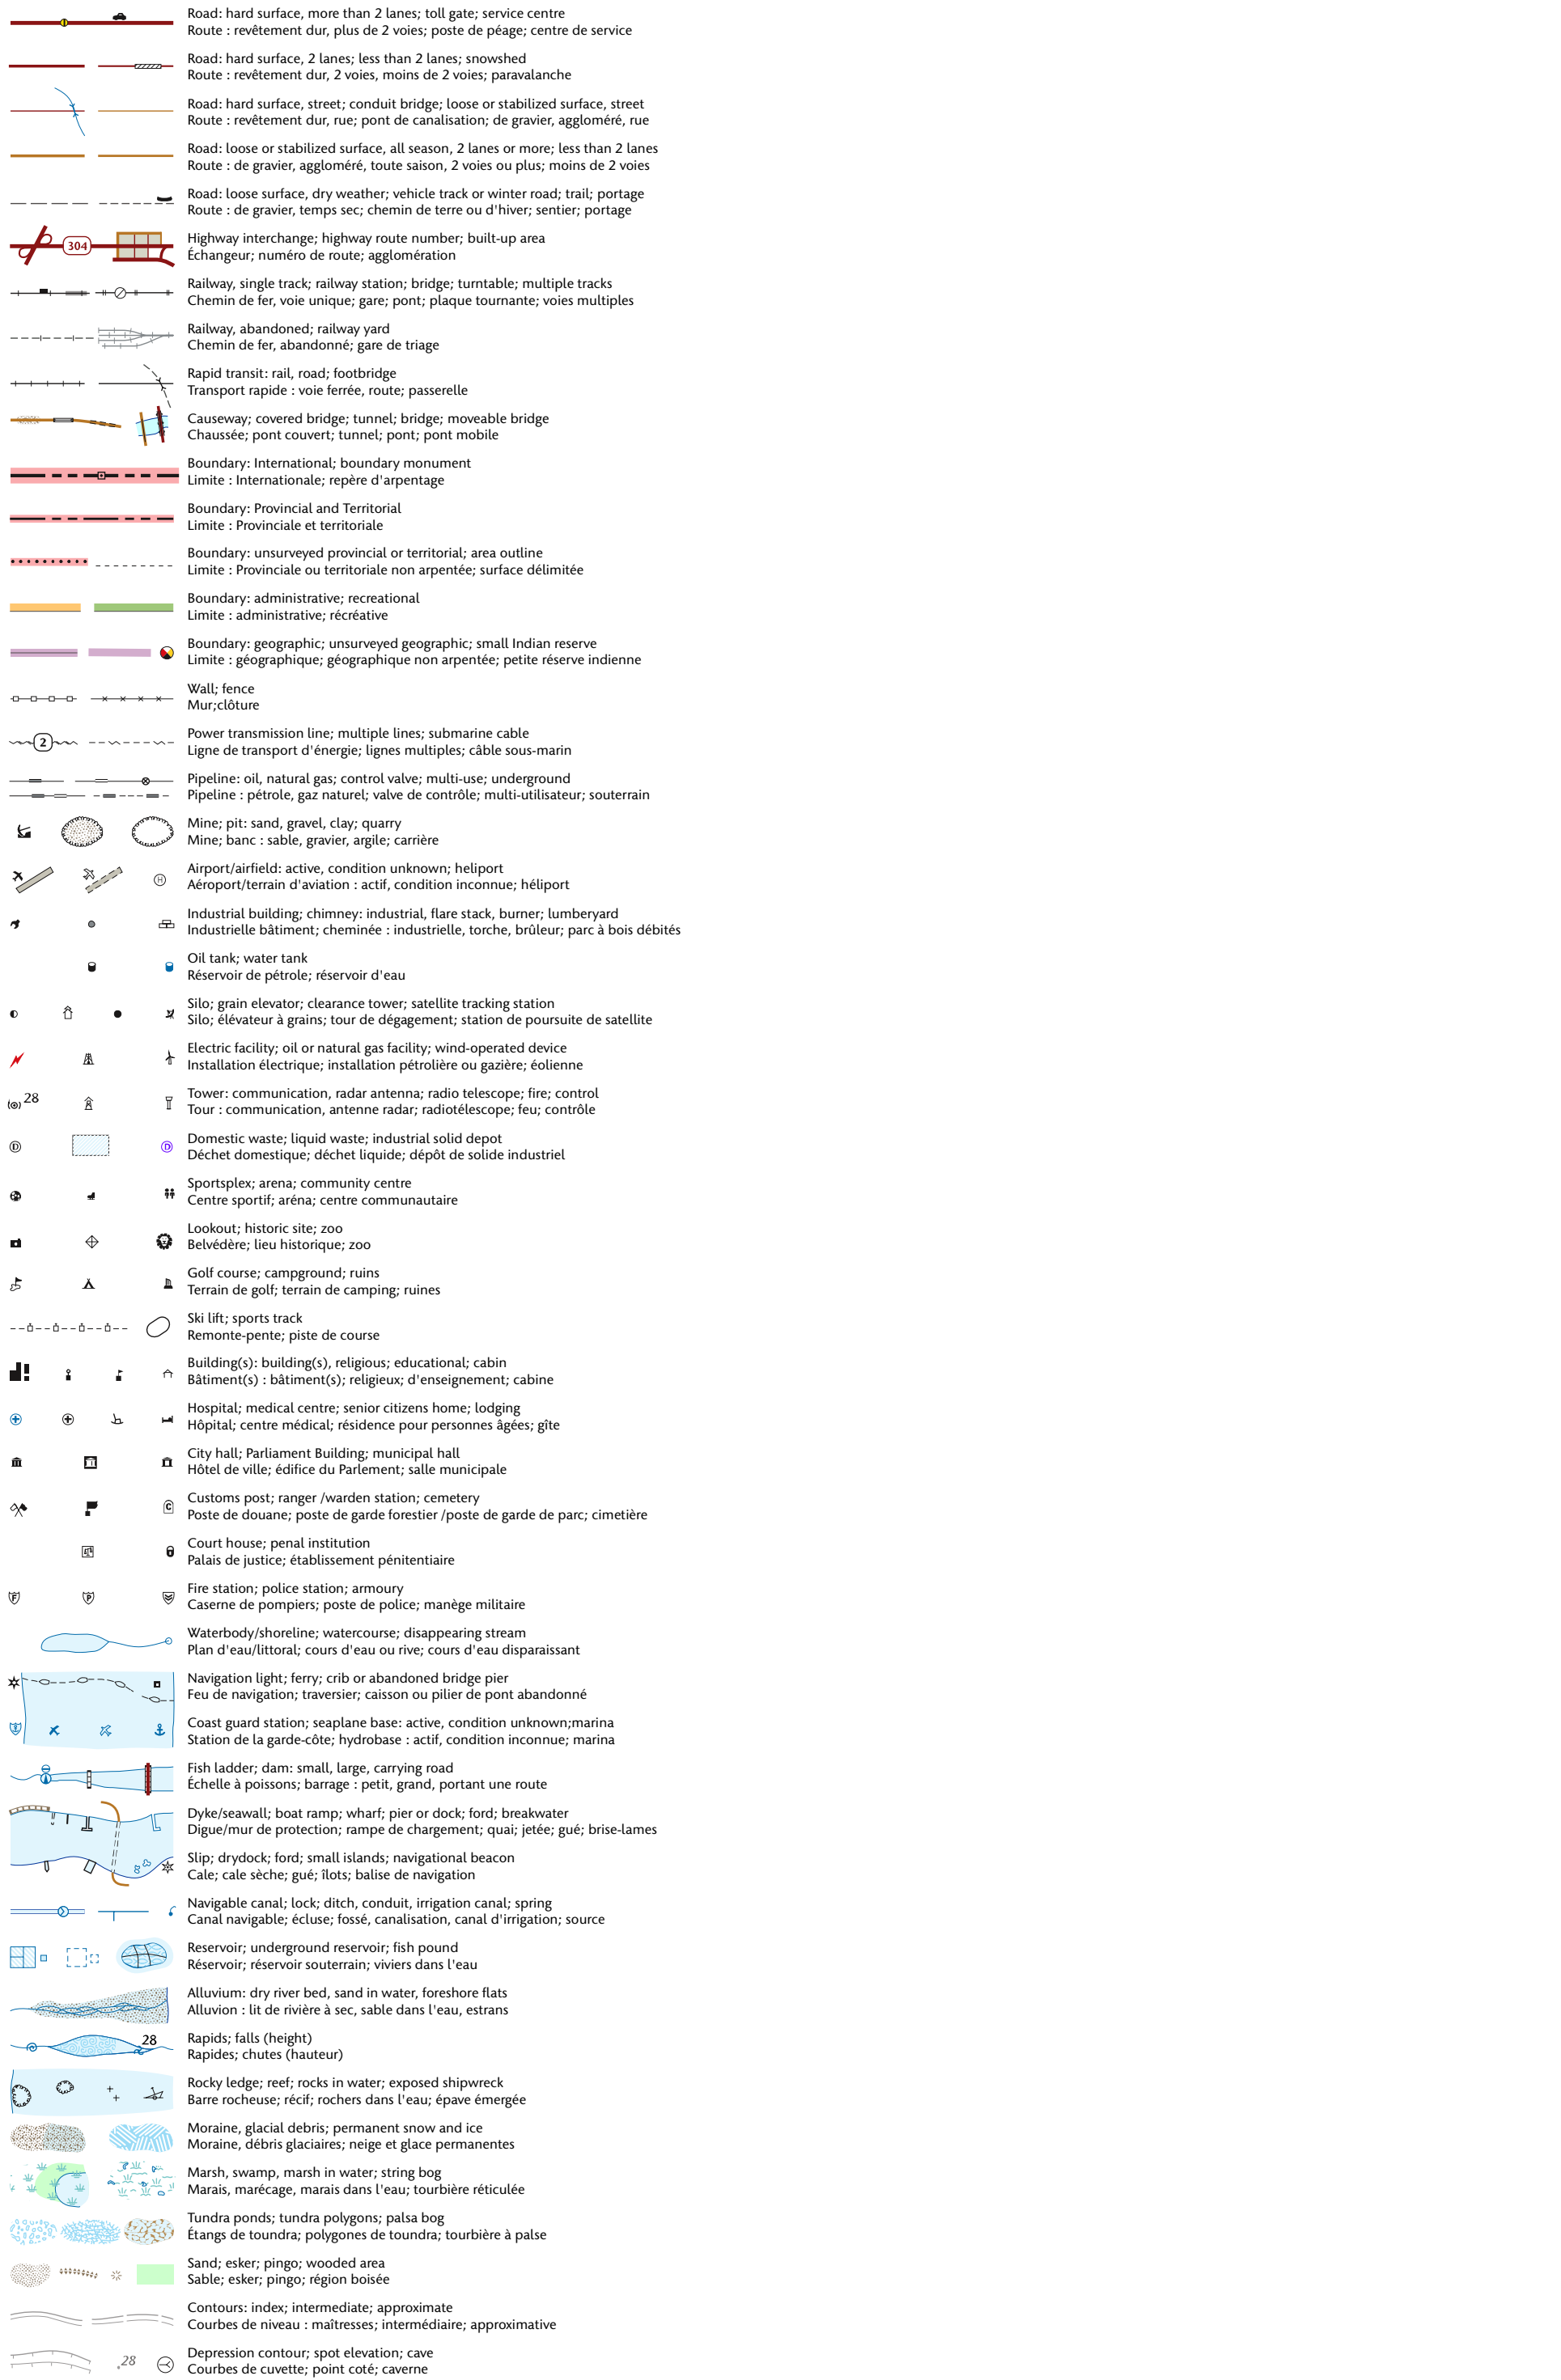 Road: hard surface, more than 2 lanes; toll gate; service centre
Route : revêtement dur, plus de 2 voies; poste de péage; centre de service
Road: hard surface, 2 lanes; less than 2 lanes; snowshed
Route : revêtement dur, 2 voies, moins de 2 voies; paravalanche
Road: hard surface, street; conduit bridge; loose or stabilized surface, street
Route : revêtement dur, rue; pont de canalisation; de gravier, aggloméré, rue
Road: loose or stabilized surface, all season, 2 lanes or more; less than 2 lanes
Route : de gravier, aggloméré, toute saison, 2 voies ou plus; moins de 2 voies
Road: loose surface, dry weather; vehicle track or winter road; trail; portage
Route : de gravier, temps sec; chemin de terre ou d'hiver; sentier; portage
304
Highway interchange; highway route number; built-up area
Échangeur; numéro de route; agglomération
Railway, single track; railway station; bridge; turntable; multiple tracks
Chemin de fer, voie unique; gare; pont; plaque tournante; voies multiples
Railway, abandoned; railway yard
Chemin de fer, abandonné; gare de triage
Rapid transit: rail, road; footbridge
Transport rapide : voie ferrée, route; passerelle
Causeway; covered bridge; tunnel; bridge; moveable bridge
Chaussée; pont couvert; tunnel; pont; pont mobile
Boundary: International; boundary monument
Limite : Internationale; repère d'arpentage
Boundary: Provincial and Territorial
Limite : Provinciale et territoriale
Boundary: unsurveyed provincial or territorial; area outline
Limite : Provinciale ou territoriale non arpentée; surface délimitée
Boundary: administrative; recreational
Limite : administrative; récréative
Boundary: geographic; unsurveyed geographic; small Indian reserve
Limite : géographique; géographique non arpentée; petite réserve indienne
Wall; fence
Mur;clôture
2
Power transmission line; multiple lines; submarine cable
Ligne de transport d'énergie; lignes multiples; câble sous-marin
Pipeline: oil, natural gas; control valve; multi-use; underground
Pipeline : pétrole, gaz naturel; valve de contrôle; multi-utilisateur; souterrain
Mine; pit: sand, gravel, clay; quarry
Mine; banc : sable, gravier, argile; carrière
H
Airport/airfield: active, condition unknown; heliport
Aéroport/terrain d'aviation : actif, condition inconnue; héliport
Industrial building; chimney: industrial, flare stack, burner; lumberyard
Industrielle bâtiment; cheminée : industrielle, torche, brûleur; parc à bois débités
Oil tank; water tank
Réservoir de pétrole; réservoir d'eau
Silo; grain elevator; clearance tower; satellite tracking station
Silo; élévateur à grains; tour de dégagement; station de poursuite de satellite
Electric facility; oil or natural gas facility; wind-operated device
Installation électrique; installation pétrolière ou gazière; éolienne
28
Tower: communication, radar antenna; radio telescope; fire; control
Tour : communication, antenne radar; radiotélescope; feu; contrôle
D D
Domestic waste; liquid waste; industrial solid depot
Déchet domestique; déchet liquide; dépôt de solide industriel
Sportsplex; arena; community centre
Centre sportif; aréna; centre communautaire
Lookout; historic site; zoo
Belvédère; lieu historique; zoo
Golf course; campground; ruins
Terrain de golf; terrain de camping; ruines
Ski lift; sports track
Remonte-pente; piste de course
Building(s): building(s), religious; educational; cabin
Bâtiment(s) : bâtiment(s); religieux; d'enseignement; cabine
Hospital; medical centre; senior citizens home; lodging
Hôpital; centre médical; résidence pour personnes âgées; gîte
City hall; Parliament Building; municipal hall
Hôtel de ville; édifice du Parlement; salle municipale
C
Customs post; ranger /warden station; cemetery
Poste de douane; poste de garde forestier /poste de garde de parc; cimetière
Court house; penal institution
Palais de justice; établissement pénitentiaire
F P
Fire station; police station; armoury
Caserne de pompiers; poste de police; manège militaire
Waterbody/shoreline; watercourse; disappearing stream
Plan d'eau/littoral; cours d'eau ou rive; cours d'eau disparaissant
Navigation light; ferry; crib or abandoned bridge pier
Feu de navigation; traversier; caisson ou pilier de pont abandonné
Coast guard station; seaplane base: active, condition unknown;marina
Station de la garde-côte; hydrobase : actif, condition inconnue; marina
Fish ladder; dam: small, large, carrying road
Échelle à poissons; barrage : petit, grand, portant une route
Dyke/seawall; boat ramp; wharf; pier or dock; ford; breakwater
Digue/mur de protection; rampe de chargement; quai; jetée; gué; brise-lames
Slip; drydock; ford; small islands; navigational beacon
Cale; cale sèche; gué; îlots; balise de navigation
Navigable canal; lock; ditch, conduit, irrigation canal; spring
Canal navigable; écluse; fossé, canalisation, canal d'irrigation; source
Reservoir; underground reservoir; fish pound
Réservoir; réservoir souterrain; viviers dans l'eau
Alluvium: dry river bed, sand in water, foreshore flats
Alluvion : lit de rivière à sec, sable dans l'eau, estrans
28
Rapids; falls (height)
Rapides; chutes (hauteur)
Rocky ledge; reef; rocks in water; exposed shipwreck
Barre rocheuse; récif; rochers dans l'eau; épave émergée
Moraine, glacial debris; permanent snow and ice
Moraine, débris glaciaires; neige et glace permanentes
Marsh, swamp, marsh in water; string bog
Marais, marécage, marais dans l'eau; tourbière réticulée
Tundra ponds; tundra polygons; palsa bog
Étangs de toundra; polygones de toundra; tourbière à palse
Sand; esker; pingo; wooded area
Sable; esker; pingo; région boisée
Contours: index; intermediate; approximate
Courbes de niveau : maîtresses; intermédiaire; approximative
.28
Depression contour; spot elevation; cave
Courbes de cuvette; point coté; caverne